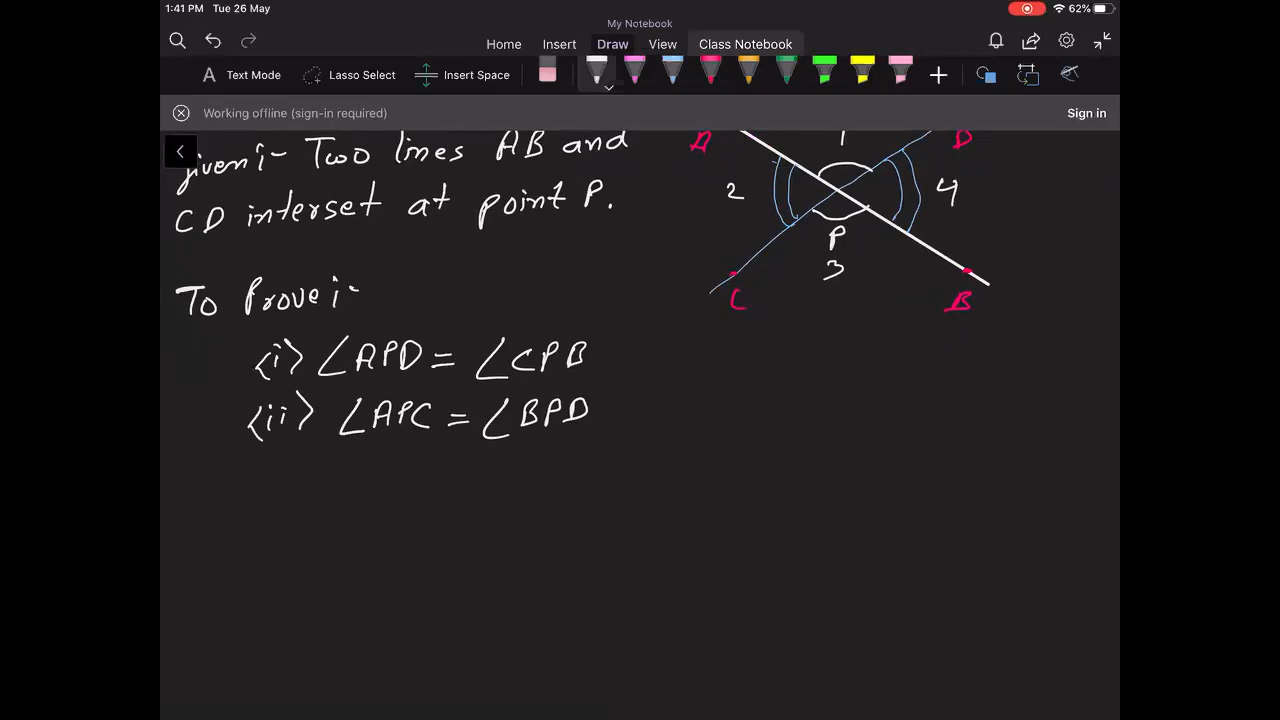 1:41 PM Tue 26 May
62%
My Notebook
Home Insert Draw View Class Notebook
A Text Mode Lasso Select Insert Space
Working offline (sign-in required) Sign in
given:- Two lines AB and
CD interset at point P.
To Prove:-
<i> ∠APD = ∠CPB
<ii> ∠APC = ∠BPD
A 1 D
2 4
P
3
C B